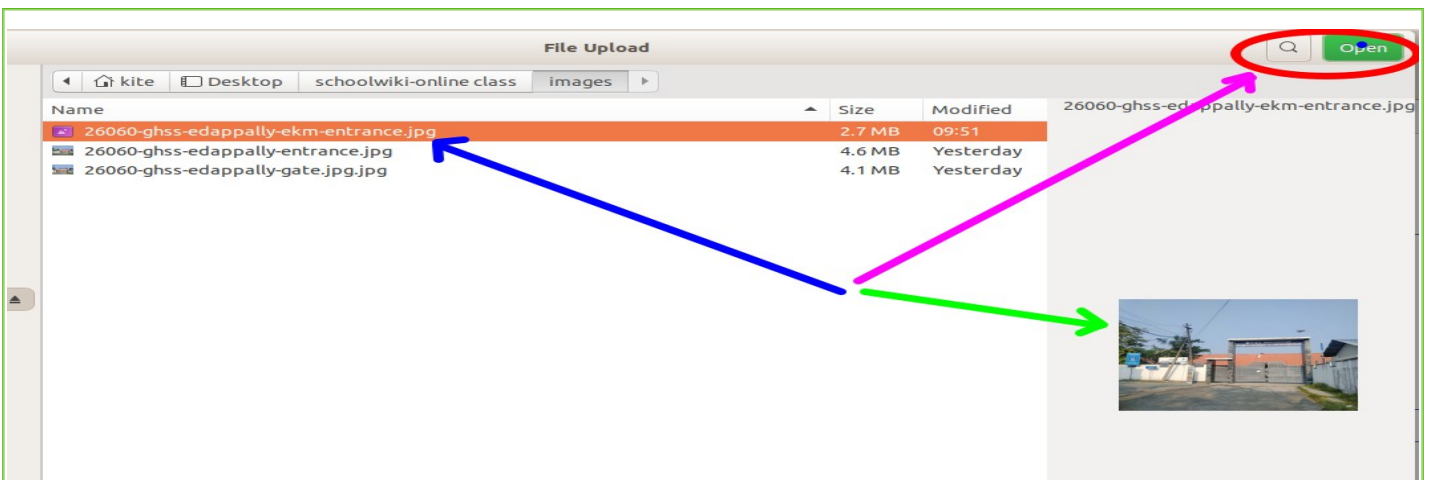 File Upload
Open
kite Desktop schoolwiki-online class images
Name Size Modified
26060-ghss-edappally-ekm-entrance.jpg
26060-ghss-edappally-ekm-entrance.jpg 2.7 MB 09:51
26060-ghss-edappally-entrance.jpg 4.6 MB Yesterday
26060-ghss-edappally-gate.jpg.jpg 4.1 MB Yesterday